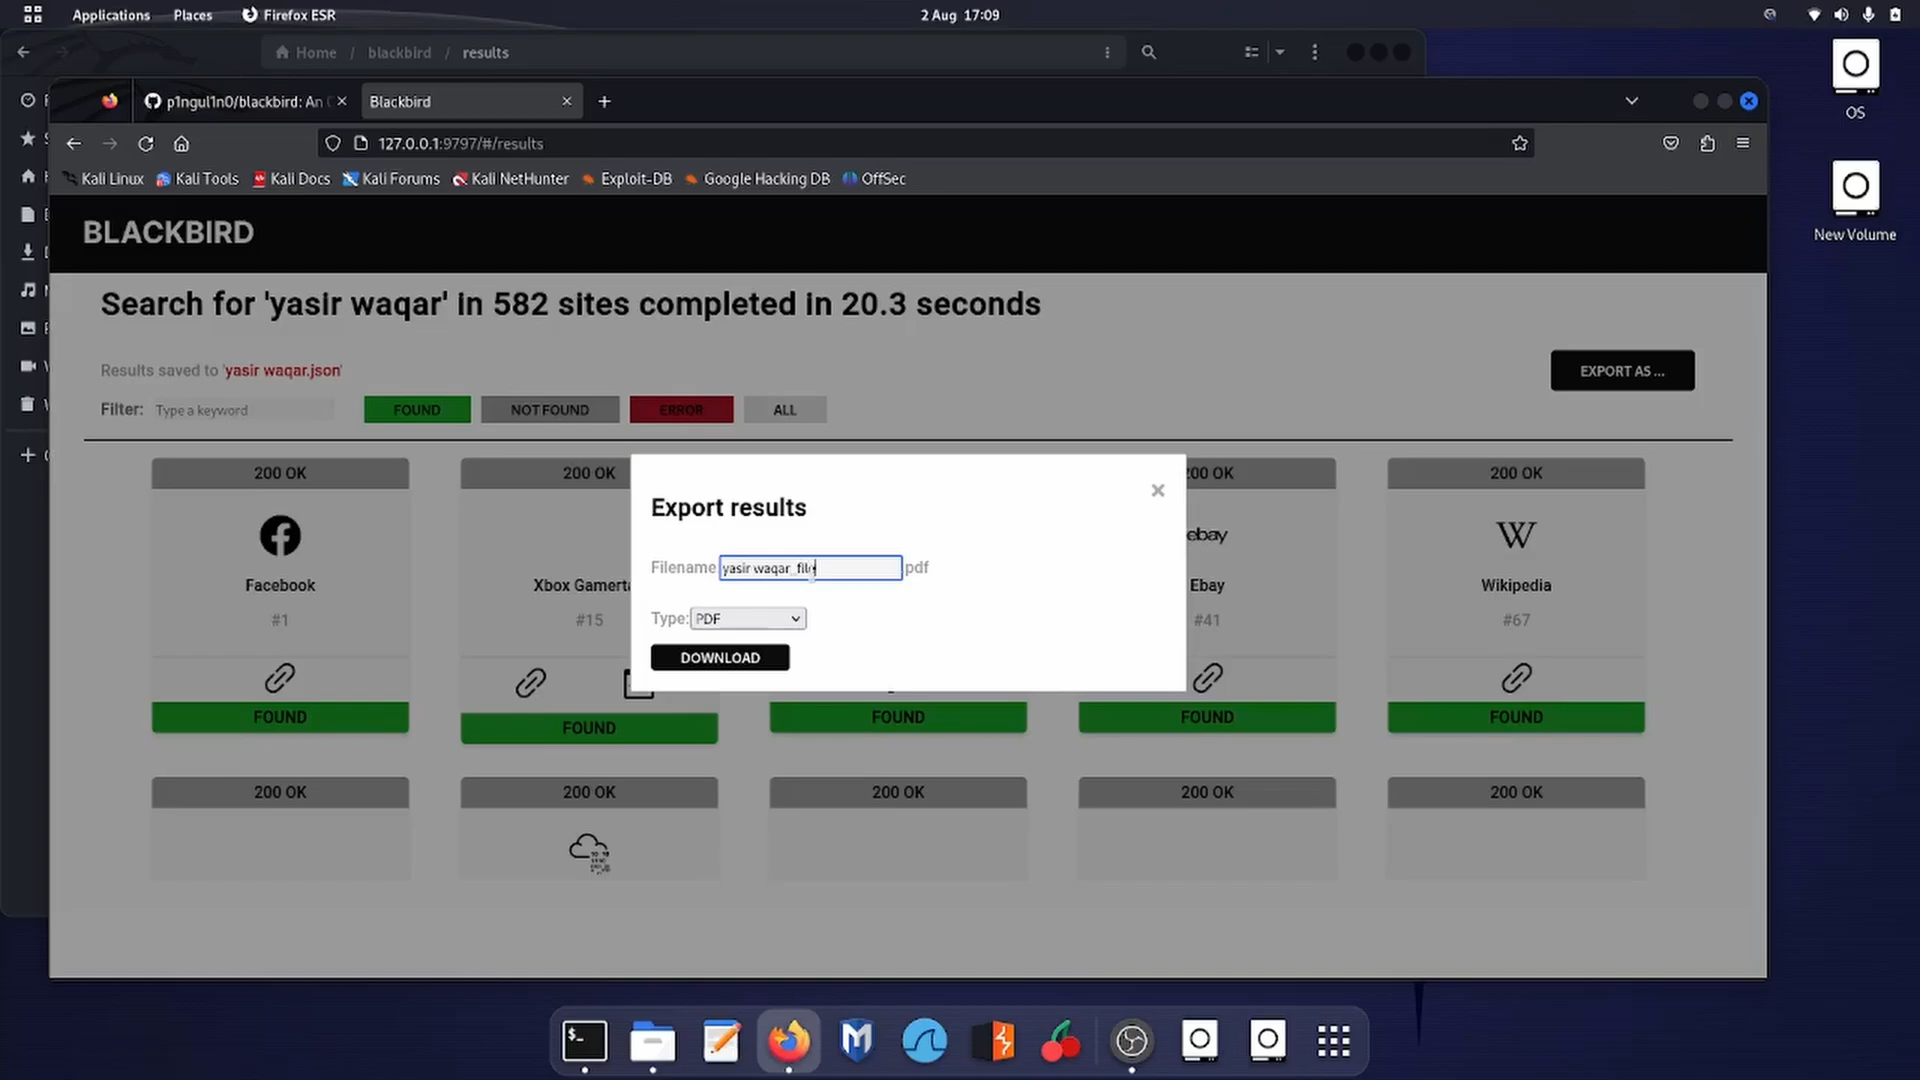 Applications Places Firefox ESR 2 Aug 17:09
Home / blackbird / results
OS
p1ngul1n0/blackbird: An Blackbird
127.0.0.1:9797/#/results
Kali Linux Kali Tools Kali Docs Kali Forums Kali NetHunter Exploit-DB Google Hacking DB OffSec
New Volume
BLACKBIRD
Search for 'yasir waqar' in 582 sites completed in 20.3 seconds
Results saved to 'yasir waqar.json'
EXPORT AS ...
Filter: Type a keyword FOUND NOT FOUND ERROR ALL
200 OK 200 OK 200 OK 200 OK
Export results
Filename yasir waqar_file .pdf
Type: PDF
DOWNLOAD
ebay
W
Facebook Xbox Gamerta Ebay Wikipedia
#1 #15 #41 #67
FOUND FOUND FOUND FOUND FOUND
200 OK 200 OK 200 OK 200 OK 200 OK